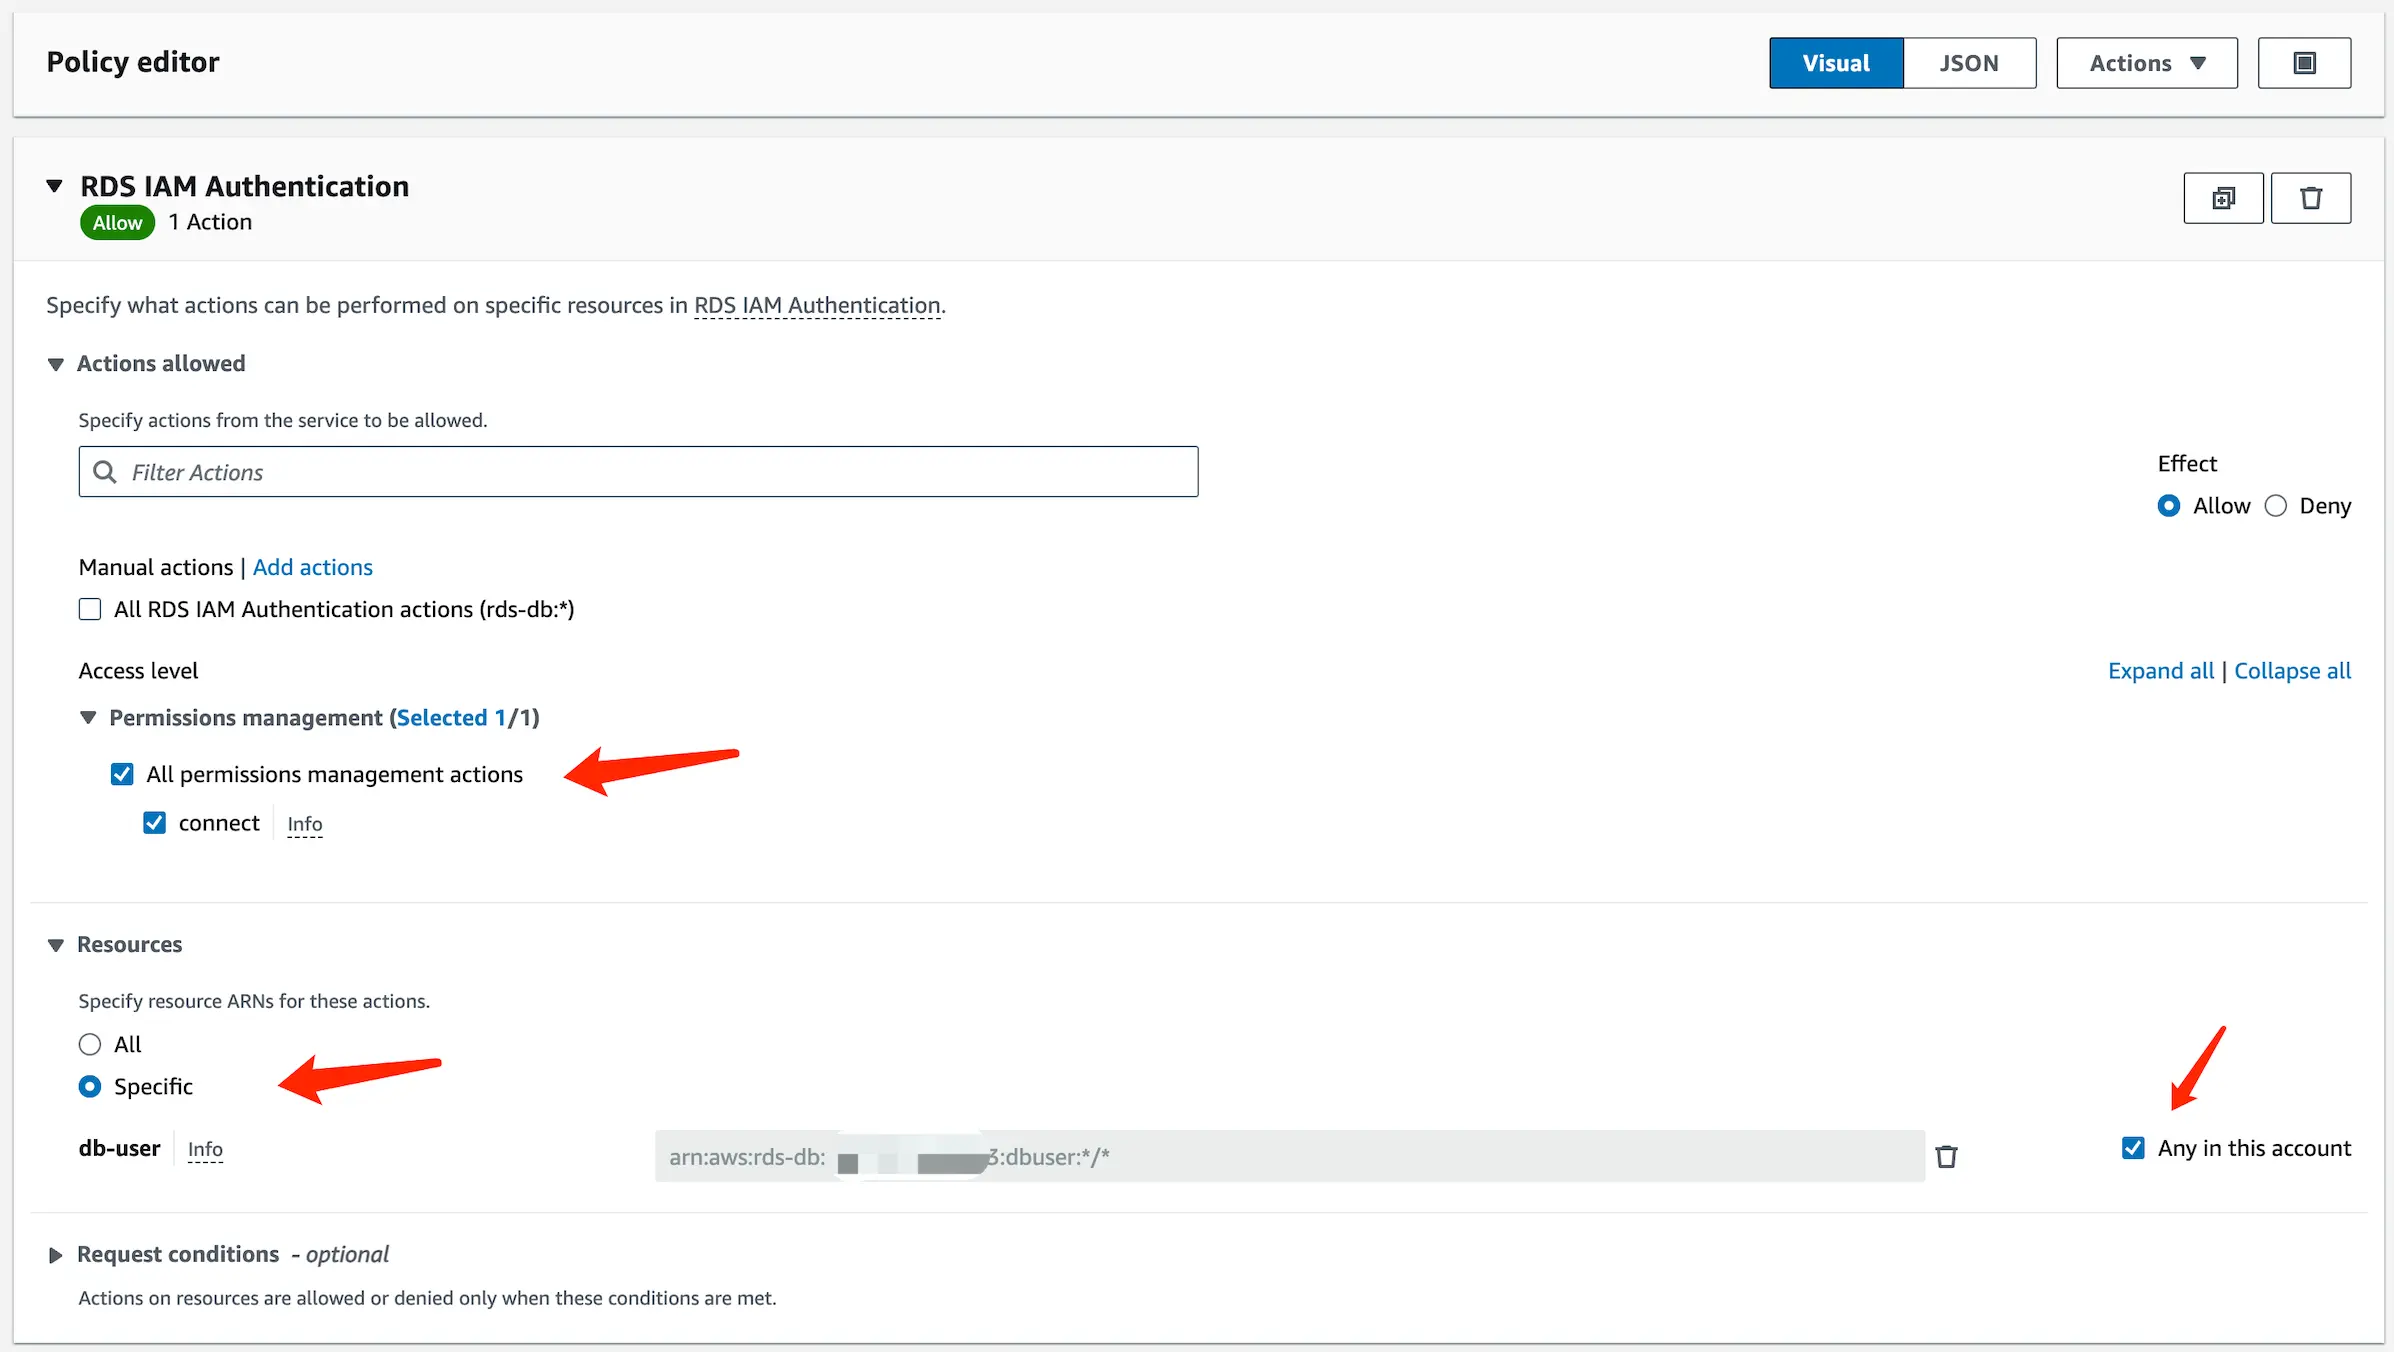 Policy editor
Visual
JSON
Actions
RDS IAM Authentication
Allow 1 Action
Specify what actions can be performed on specific resources in RDS IAM Authentication.
Actions allowed
Specify actions from the service to be allowed.
Filter Actions
Effect
Allow Deny
Manual actions | Add actions
All RDS IAM Authentication actions (rds-db:*)
Access level
Expand all | Collapse all
Permissions management (Selected 1/1)
All permissions management actions
connect Info
Resources
Specify resource ARNs for these actions.
All
Specific
db-user Info
arn:aws:rds-db: 3:dbuser:*/*
Any in this account
Request conditions - optional
Actions on resources are allowed or denied only when these conditions are met.